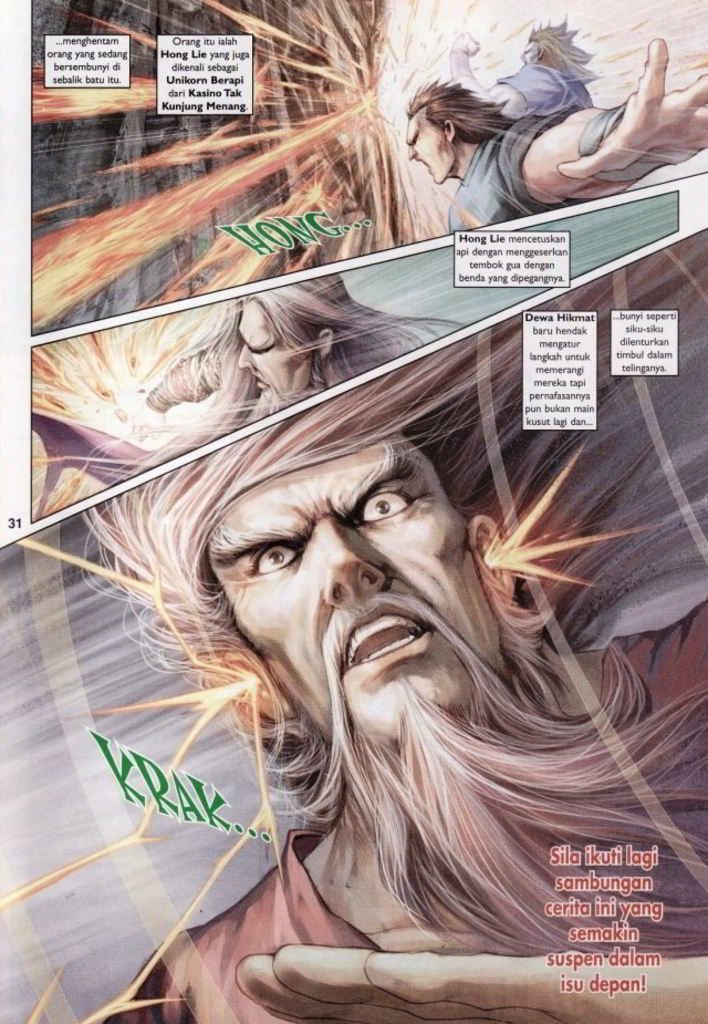 ...menghentam
orang yang sedang
bersembunyi di
sebalik batu itu.
Orang itu ialah
Hong Lie yang juga
dikenali sebagai
Unikorn Berapi
dari Kasino Tak
Kunjung Menang.
HONG...
Hong Lie mencetuskan
api dengan menggeserkan
tembok gua dengan
benda yang dipegangnya.
Dewa Hikmat
baru hendak
mengatur
langkah untuk
memerangi
mereka tapi
pernafasannya
pun bukan main
kusut lagi dan...
...bunyi seperti
siku-siku
dilenturkan
timbul dalam
telinganya.
31
KRAK...
Sila ikuti lagi
sambungan
cerita ini yang
semakin
suspen dalam
isu depan!